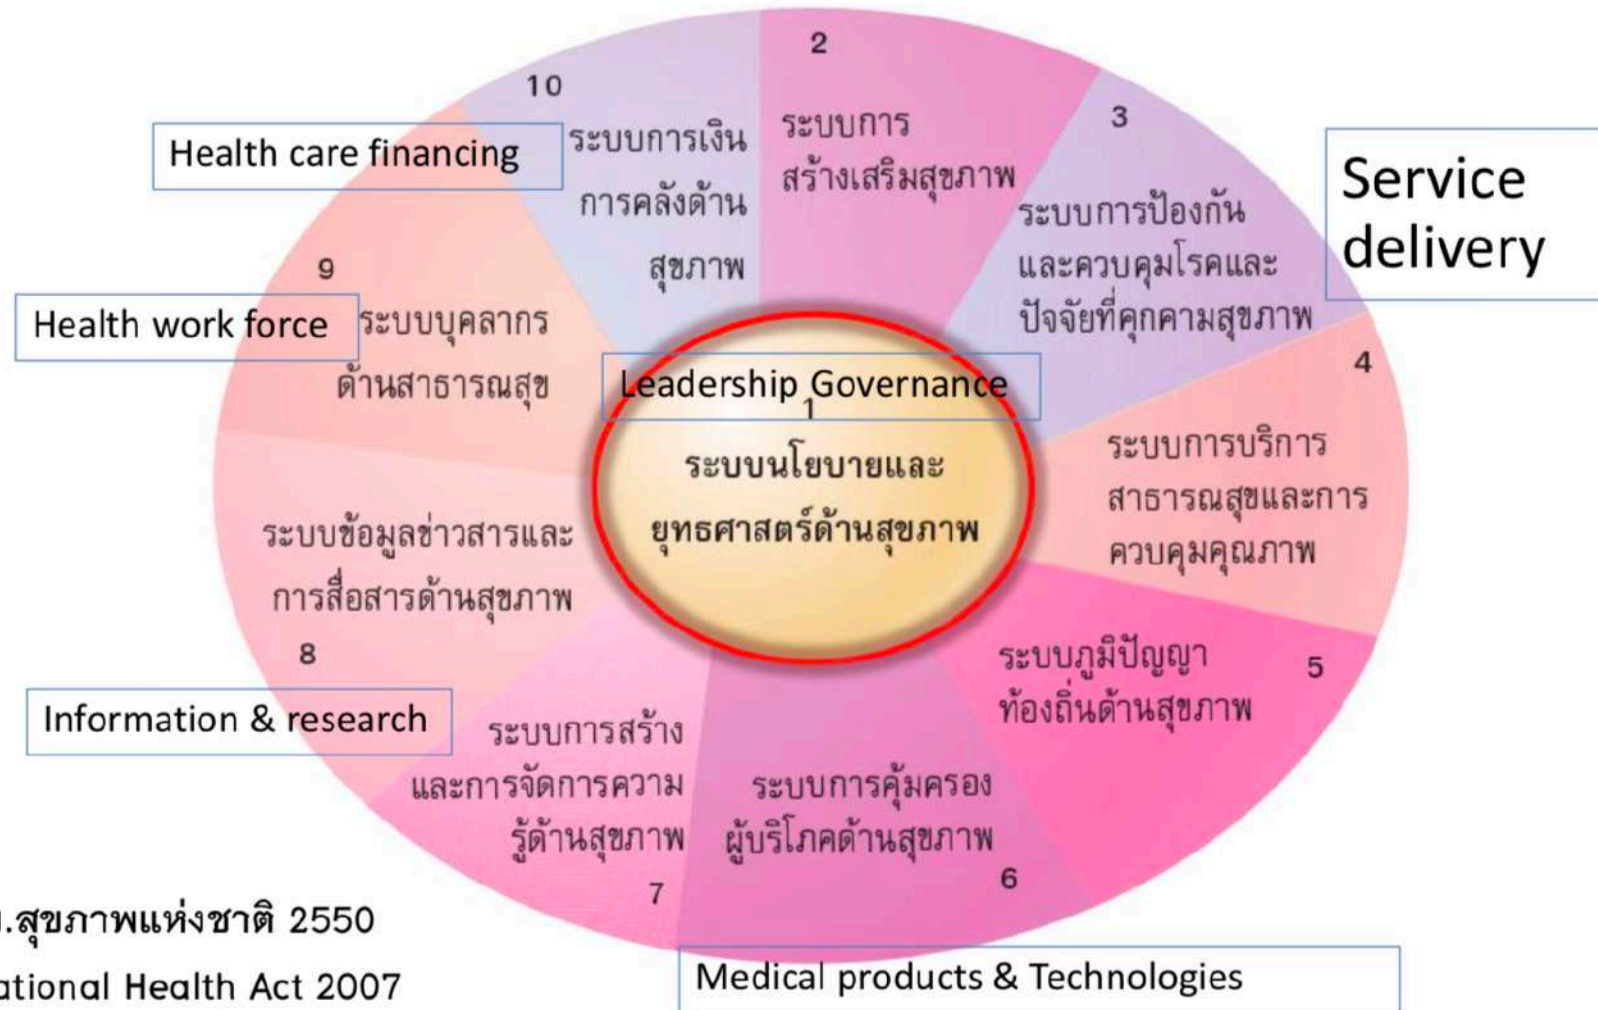 2
ระบบการ
สร้างเสริมสุขภาพ
3
ระบบการป้องกัน
และควบคุมโรคและ
ปัจจัยที่คุกคามสุขภาพ
Service
delivery
4
ระบบการบริการ
สาธารณสุขและการ
ควบคุมคุณภาพ
5
ระบบภูมิปัญญา
ท้องถิ่นด้านสุขภาพ
6
ระบบการคุ้มครอง
ผู้บริโภคด้านสุขภาพ
Medical products & Technologies
7
ระบบการสร้าง
และการจัดการความ
รู้ด้านสุขภาพ
8
ระบบข้อมูลข่าวสารและ
การสื่อสารด้านสุขภาพ
Information & research
9
ระบบบุคลากร
ด้านสาธารณสุข
Health work force
10
ระบบการเงิน
การคลังด้าน
สุขภาพ
Health care financing
Leadership Governance
1
ระบบนโยบายและ
ยุทธศาสตร์ด้านสุขภาพ
.สุขภาพแห่งชาติ 2550
ational Health Act 2007